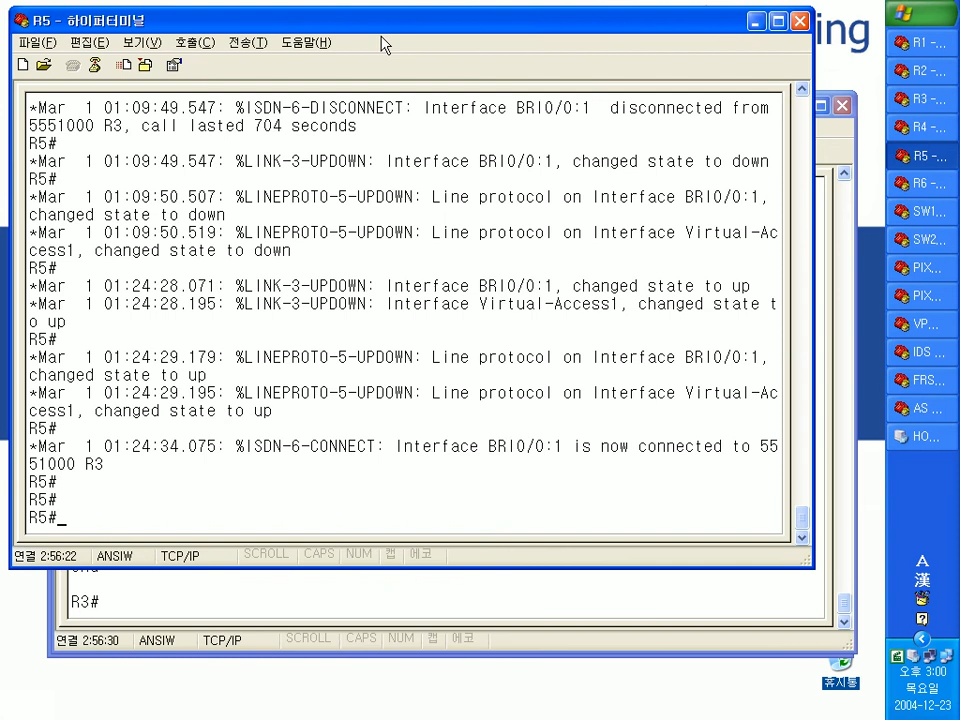 R5 - 하이퍼터미널
파일(F) 편집(E) 보기(V) 호출(C) 전송(T) 도움말(H)
*Mar  1 01:09:49.547: %ISDN-6-DISCONNECT: Interface BRI0/0:1  disconnected from
5551000 R3, call lasted 704 seconds
R5#
*Mar  1 01:09:49.547: %LINK-3-UPDOWN: Interface BRI0/0:1, changed state to down
R5#
*Mar  1 01:09:50.507: %LINEPROTO-5-UPDOWN: Line protocol on Interface BRI0/0:1,
changed state to down
*Mar  1 01:09:50.519: %LINEPROTO-5-UPDOWN: Line protocol on Interface Virtual-Ac
cess1, changed state to down
R5#
*Mar  1 01:24:28.071: %LINK-3-UPDOWN: Interface BRI0/0:1, changed state to up
*Mar  1 01:24:28.195: %LINK-3-UPDOWN: Interface Virtual-Access1, changed state t
o up
R5#
*Mar  1 01:24:29.179: %LINEPROTO-5-UPDOWN: Line protocol on Interface BRI0/0:1,
changed state to up
*Mar  1 01:24:29.195: %LINEPROTO-5-UPDOWN: Line protocol on Interface Virtual-Ac
cess1, changed state to up
R5#
*Mar  1 01:24:34.075: %ISDN-6-CONNECT: Interface BRI0/0:1 is now connected to 55
51000 R3
R5#
R5#
R5#_
연결 2:56:22 ANSIW TCP/IP SCROLL CAPS NUM 캡 에코
R3#
연결 2:56:30 ANSIW TCP/IP SCROLL CAPS NUM 캡 에코
ing
휴지통
R1 -...
R2 -...
R3 -...
R4 -...
R5 -...
R6 -...
SW1...
SW2...
PIX...
PIX...
VP...
IDS ...
FRS...
AS ...
HO...
A
漢
오후 3:00
목요일
2004-12-23